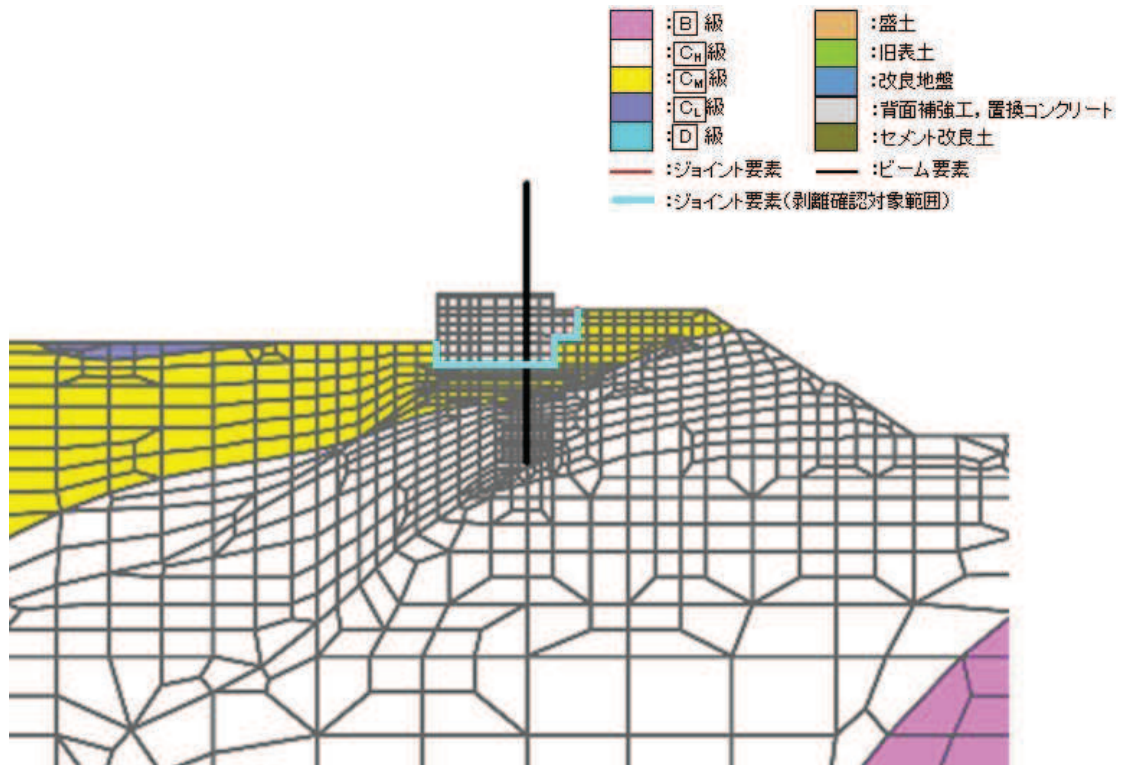 :B 級
:CH級
:CM級
:CL級
:D 級
:ジョイント要素
:ジョイント要素(剥離確認対象範囲)
:盛土
:旧表土
:改良地盤
:背面補強工，置換コンクリート
:セメント改良土
:ビーム要素